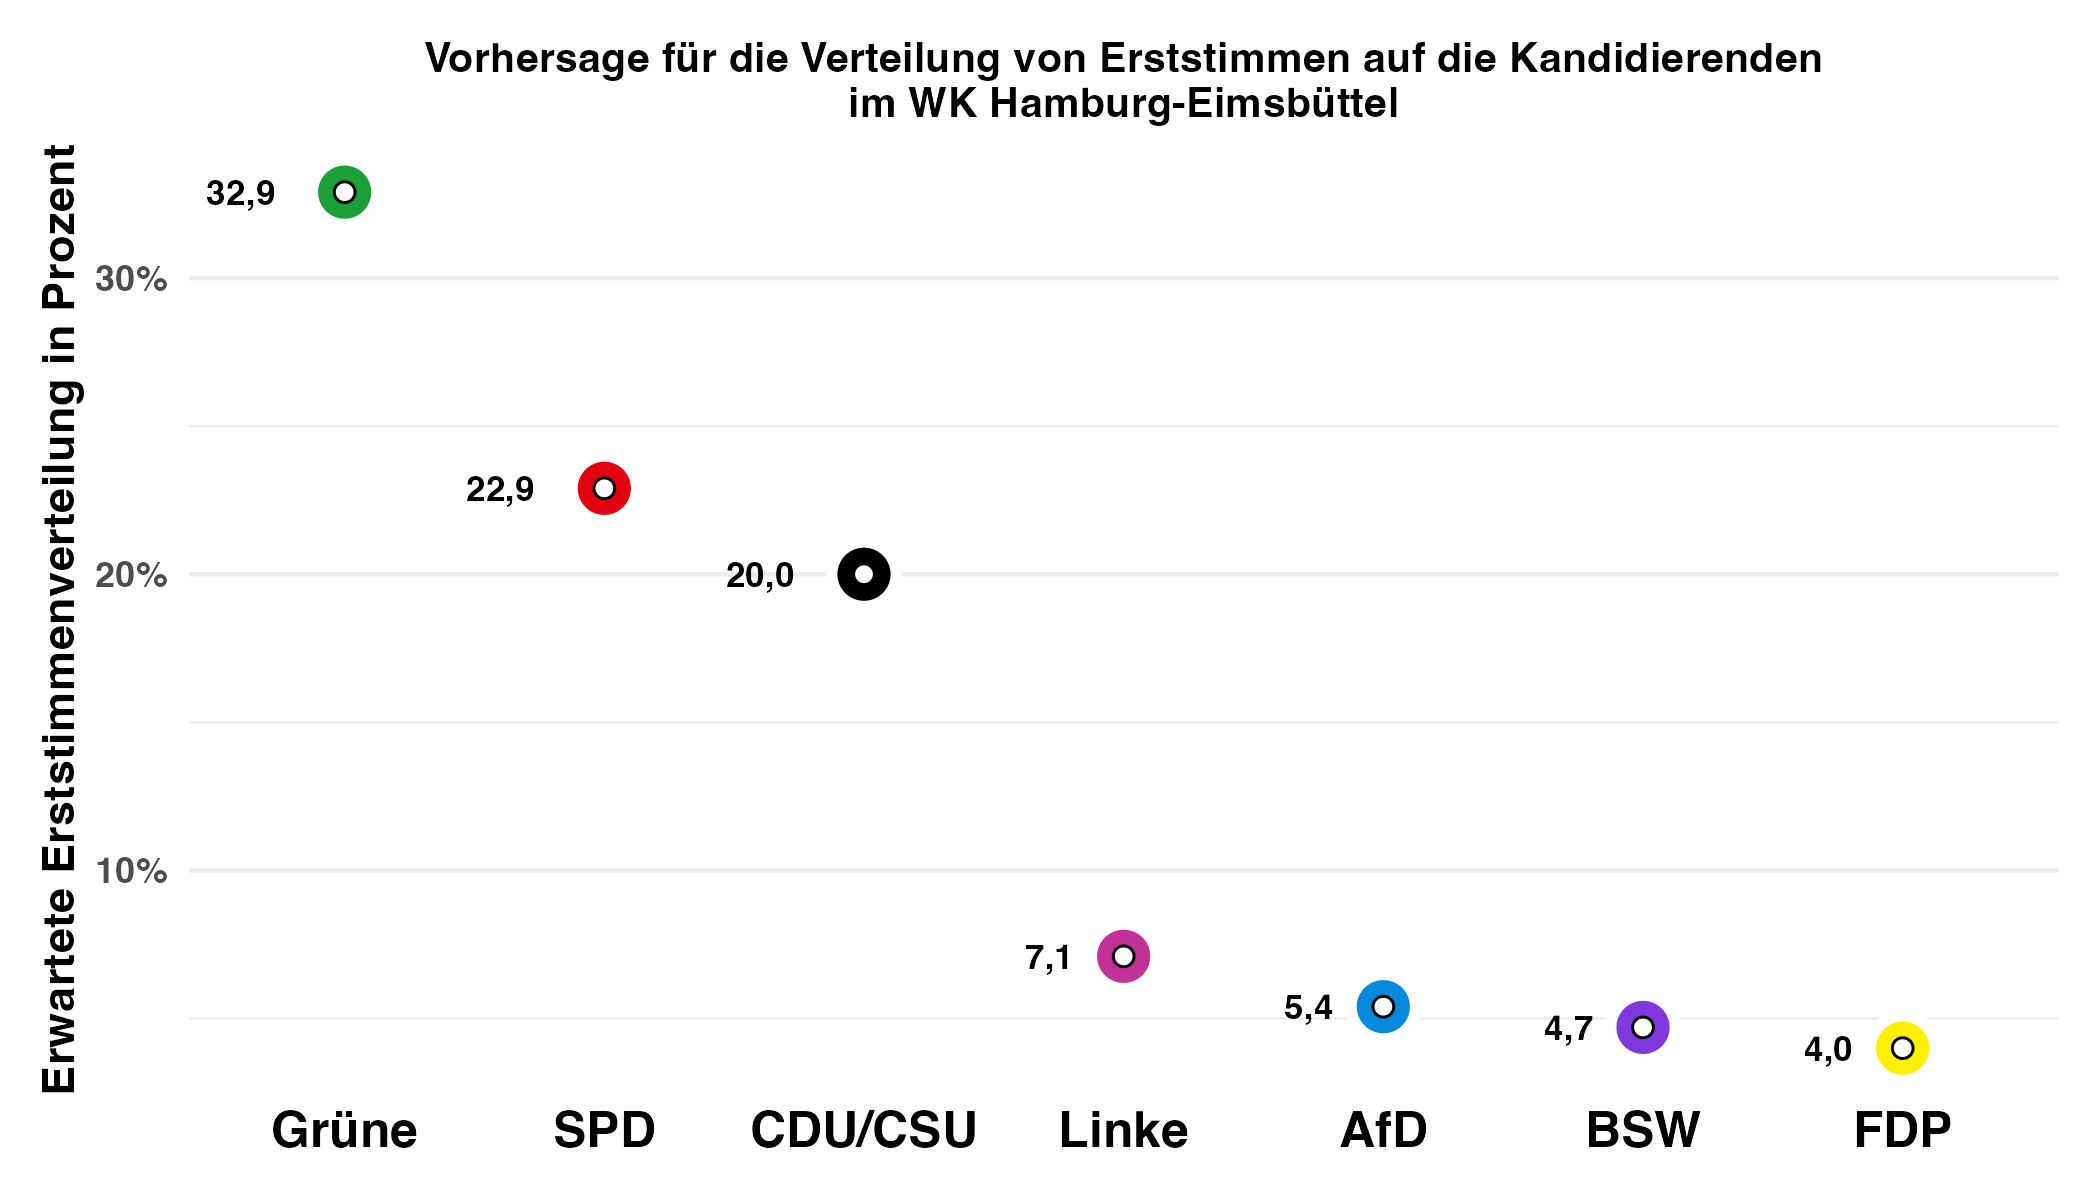 Vorhersage für die Verteilung von Erststimmen auf die Kandidierenden
im WK Hamburg-Eimsbüttel
Erwartete Erststimmenverteilung in Prozent
30%
20%
10%
32,9
22,9
20,0
7,1
5,4
4,7
4,0
Grüne
SPD
CDU/CSU
Linke
AfD
BSW
FDP